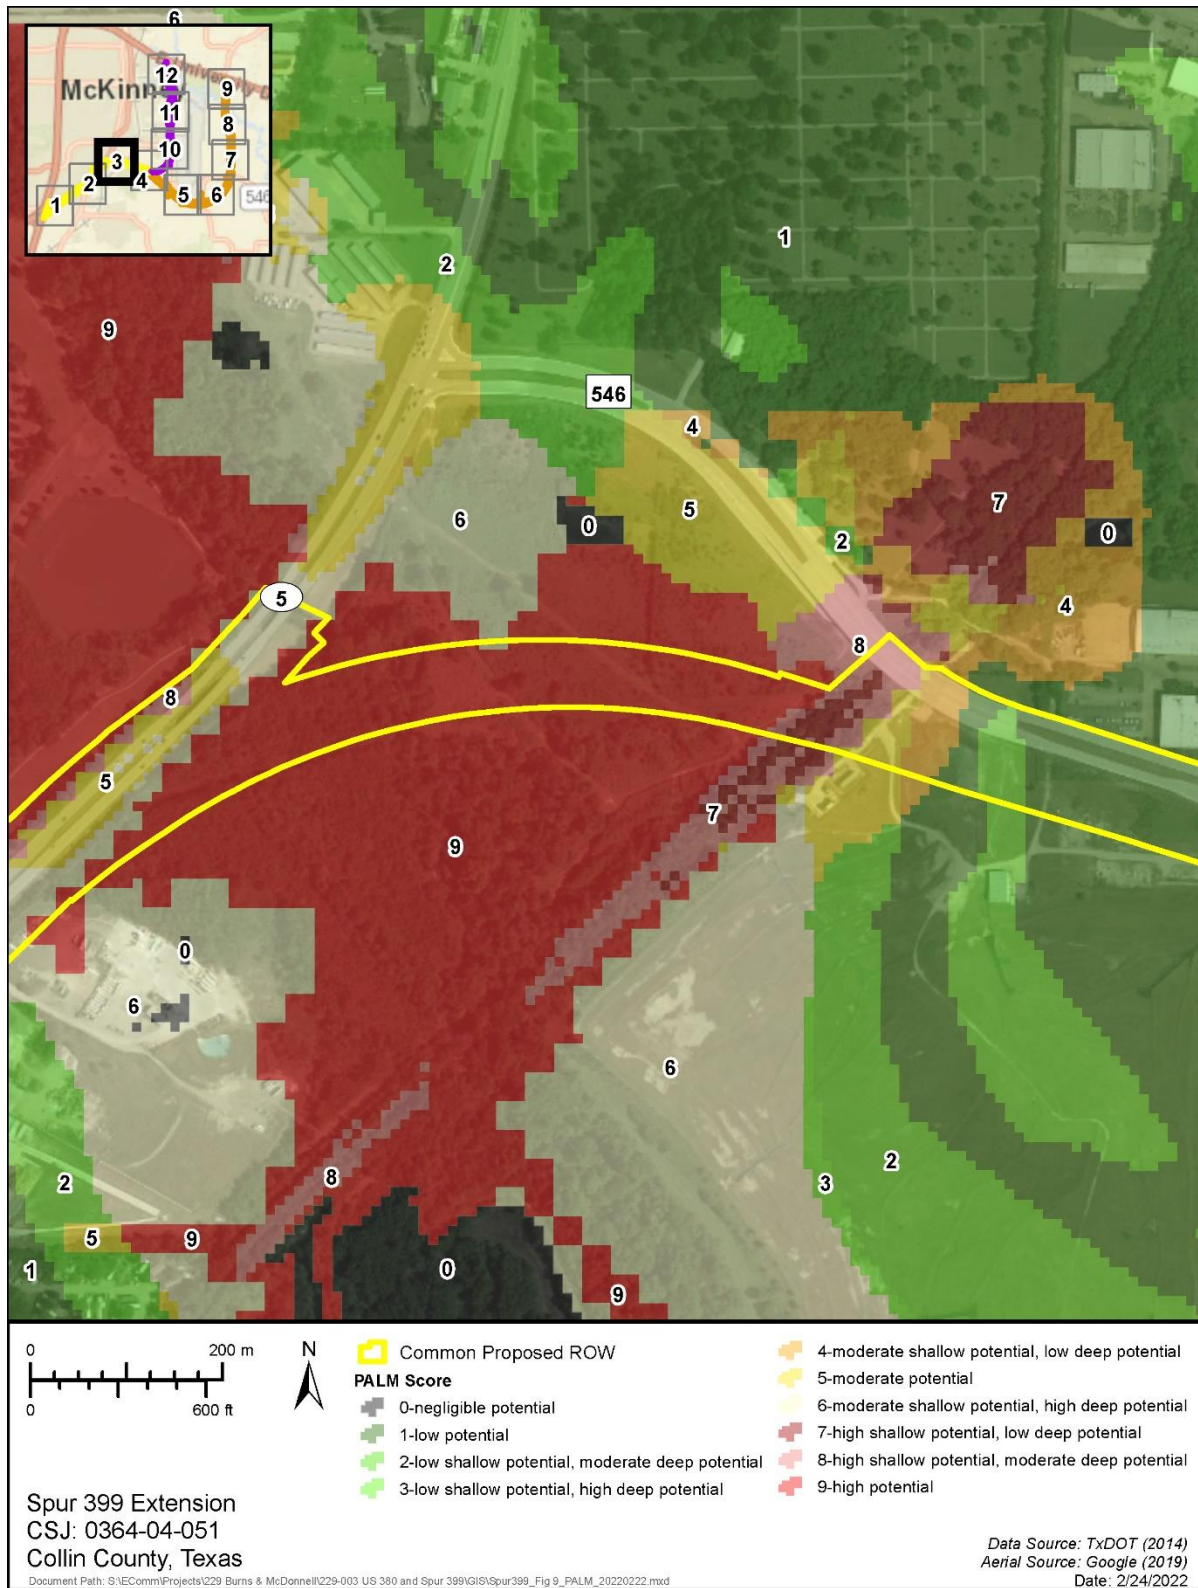 6
McKinn
University D
12
9
11
8
10
7
3
4
2
5
6
546
1
1
2
9
546
4
6
5
7
0
0
2
4
5
8
8
5
7
9
0
6
6
2
3
2
8
5
9
1
0
9
0 200 m
0 600 ft
N
Common Proposed ROW
PALM Score
0-negligible potential
1-low potential
2-low shallow potential, moderate deep potential
3-low shallow potential, high deep potential
4-moderate shallow potential, low deep potential
5-moderate potential
6-moderate shallow potential, high deep potential
7-high shallow potential, low deep potential
8-high shallow potential, moderate deep potential
9-high potential
Spur 399 Extension
CSJ: 0364-04-051
Collin County, Texas
Document Path: S:\EComm\Projects\229 Burns & McDonnell\229-003 US 380 and Spur 399\GIS\Spur399_Fig 9_PALM_20220222.mxd
Data Source: TxDOT (2014)
Aerial Source: Google (2019)
Date: 2/24/2022